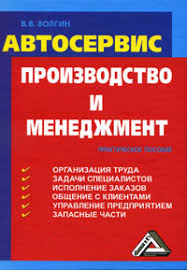 В.В. ВОЛГИН
АВТОСЕРВИС
ПРОИЗВОДСТВО
И
МЕНЕДЖМЕНТ
ПРАКТИЧЕСКОЕ ПОСОБИЕ
ОРГАНИЗАЦИЯ ТРУДА
ЗАДАЧИ СПЕЦИАЛИСТОВ
ИСПОЛНЕНИЕ ЗАКАЗОВ
ОБЩЕНИЕ С КЛИЕНТАМИ
УПРАВЛЕНИЕ ПРЕДПРИЯТИЕМ
ЗАПАСНЫЕ ЧАСТИ